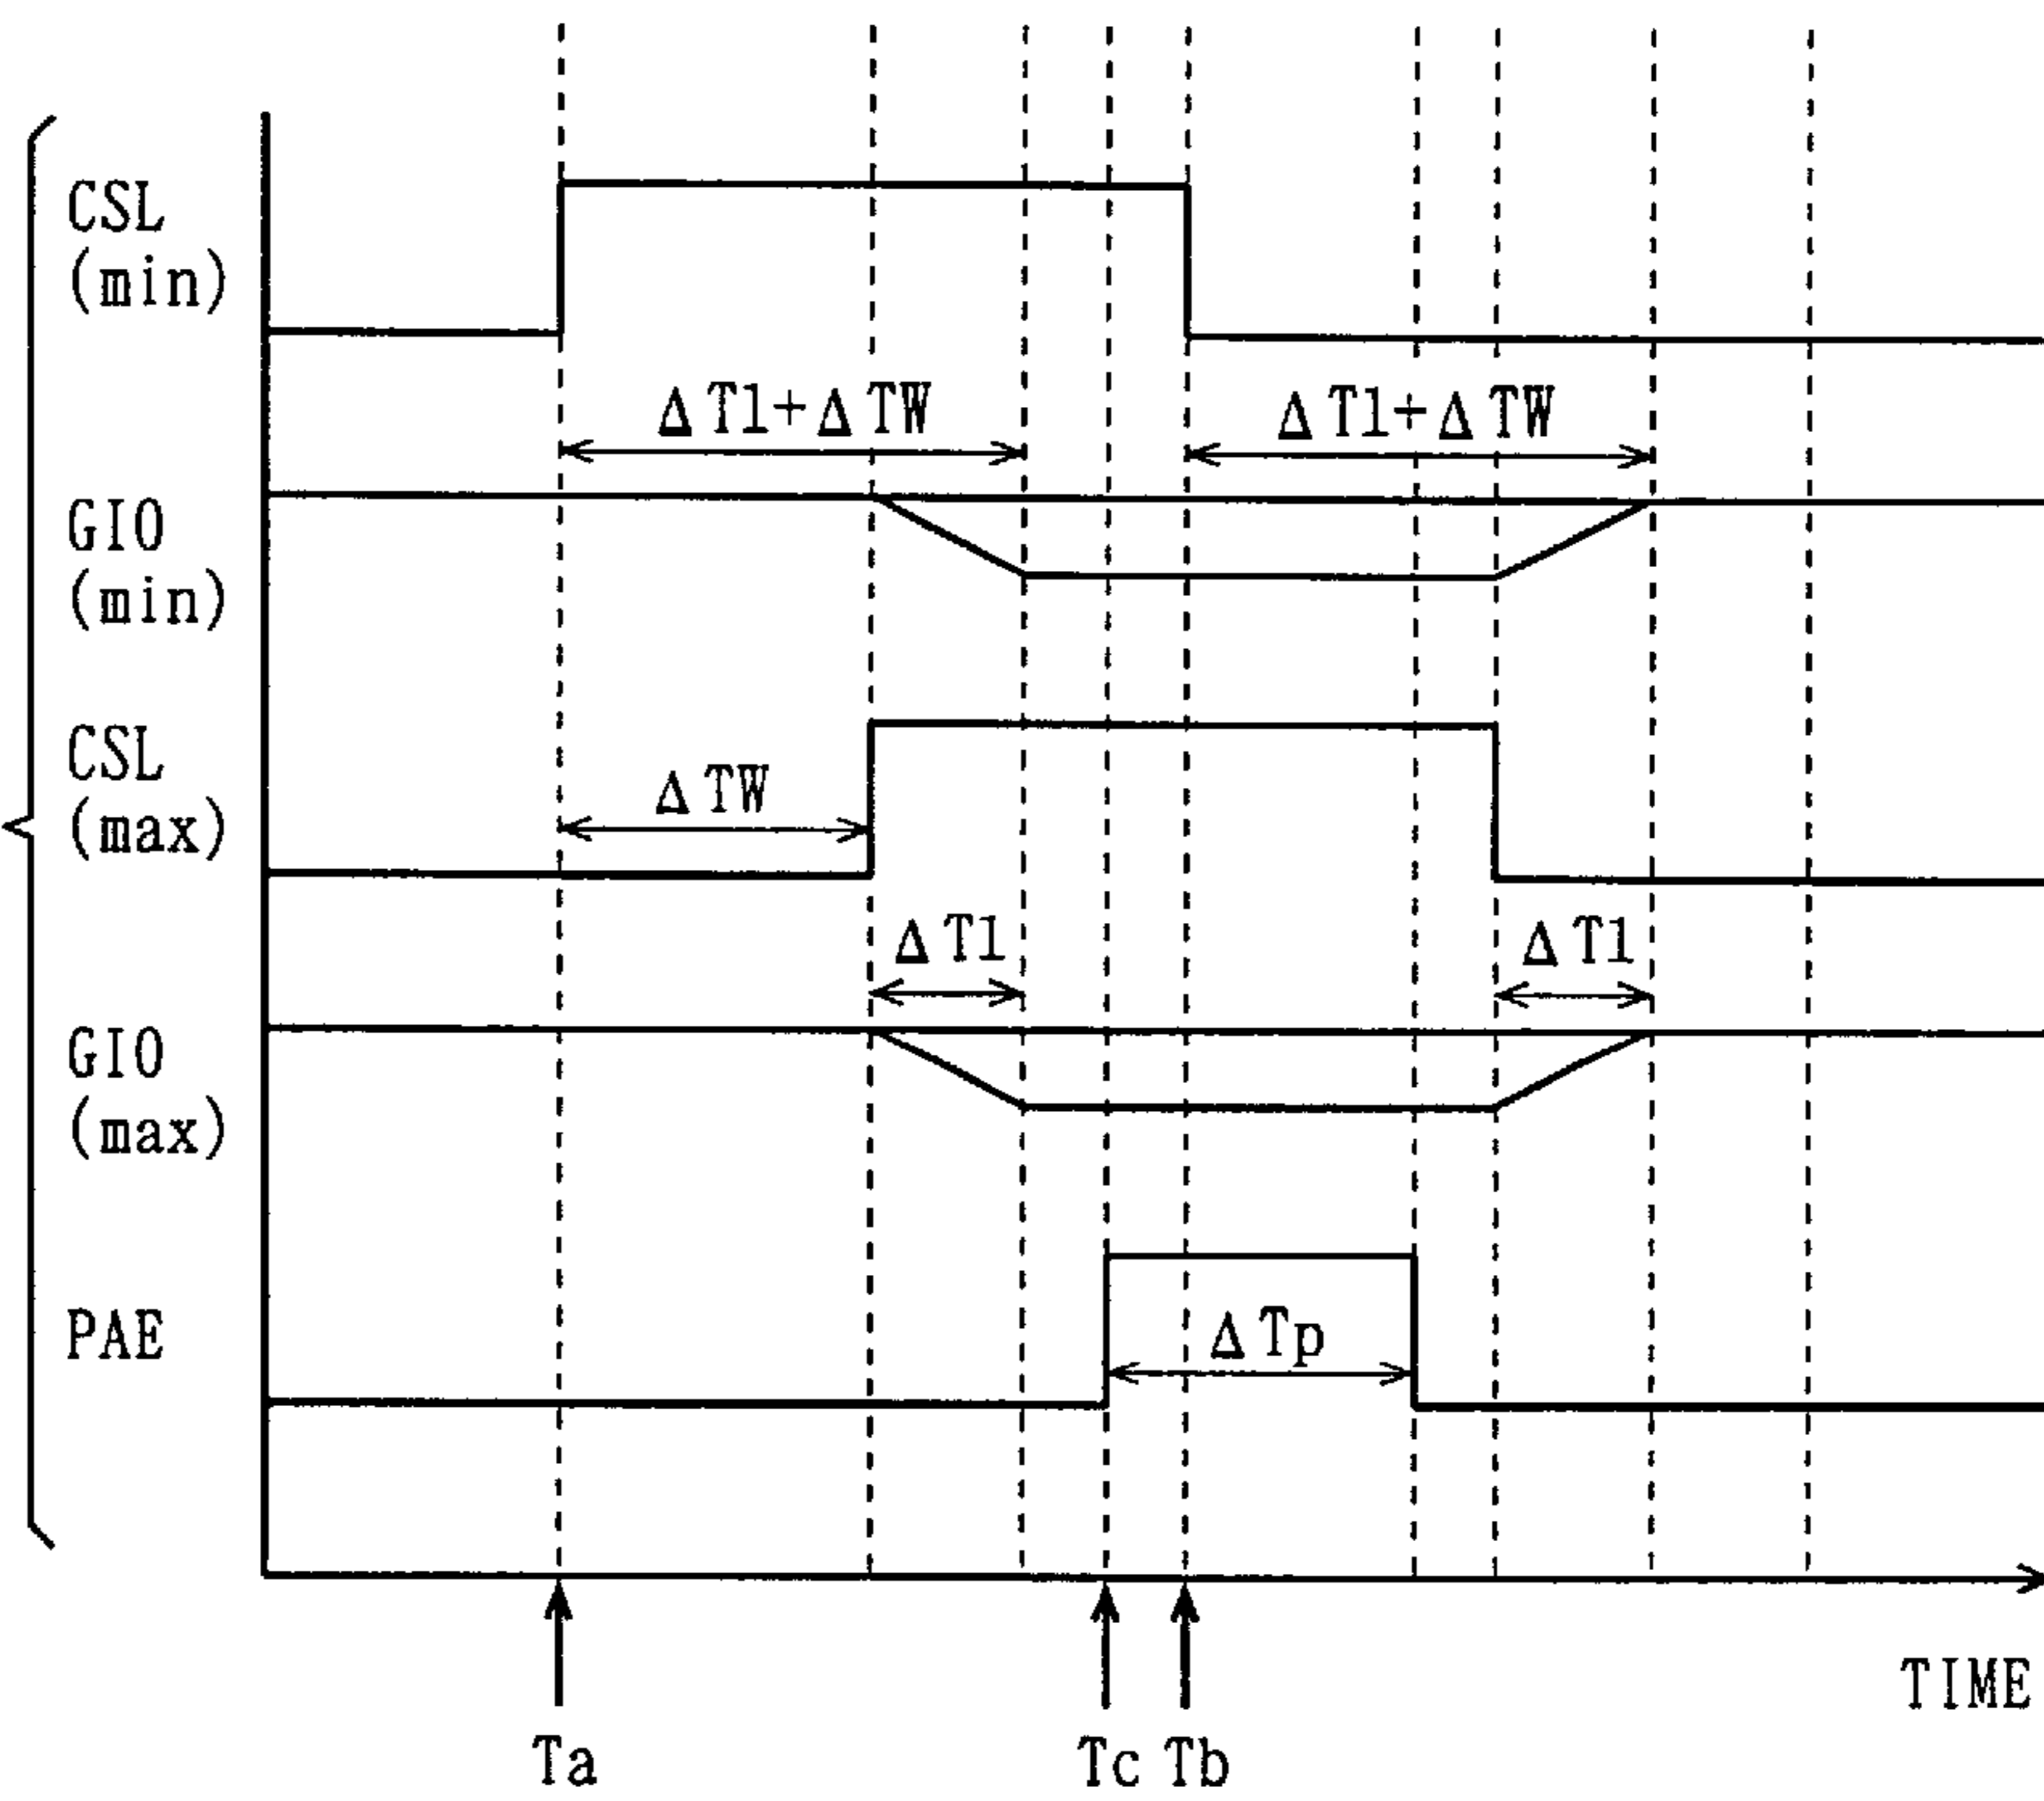 CSL
(min)
ΔT1+ΔTW ΔT1+ΔTW
GIO
(min)
CSL
(max)
ΔTW
ΔT1 ΔT1
GIO
(max)
PAE
ΔTp
TIME
Ta Tc Tb